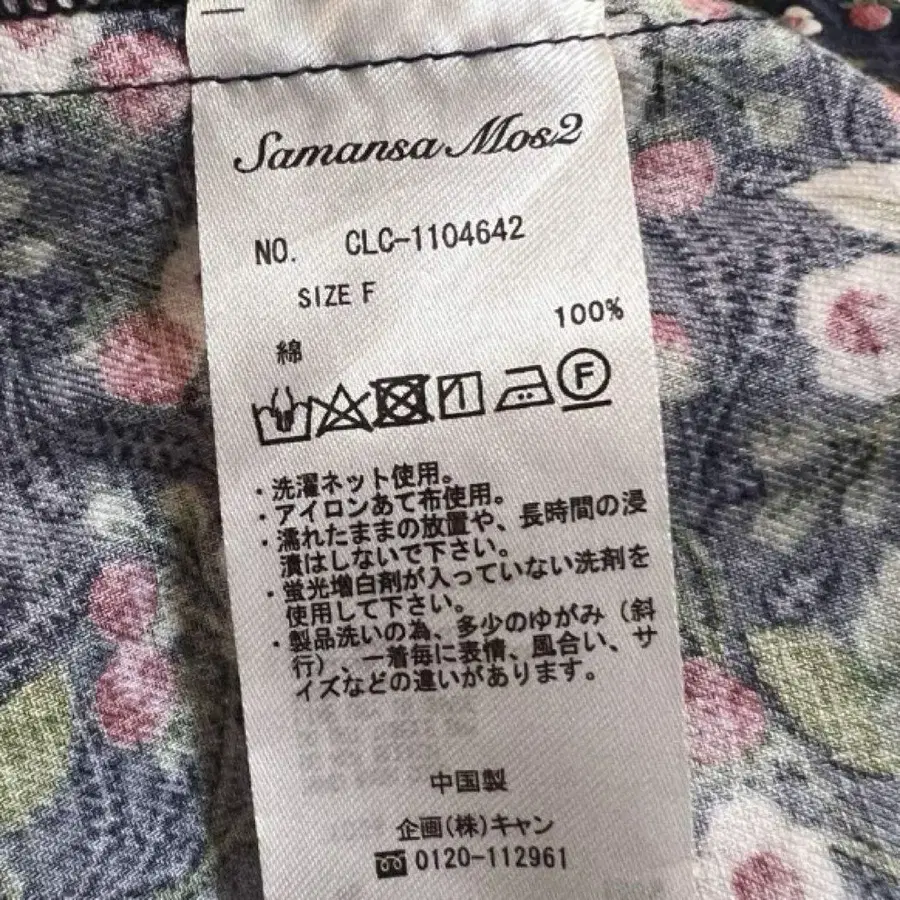 Samansa Mos2
NO. CLC-1104642
SIZE F
綿 100%
F
・洗濯ネット使用。
・アイロンあて布使用。
・濡れたままの放置や、長時間の浸
漬はしないで下さい。
・蛍光増白剤が入っていない洗剤を
使用して下さい。
・製品洗いの為、多少のゆがみ（斜
行）、一着毎に表情、風合い、サ
イズなどの違いがあります。
中国製
企画(株)キャン
0120-112961